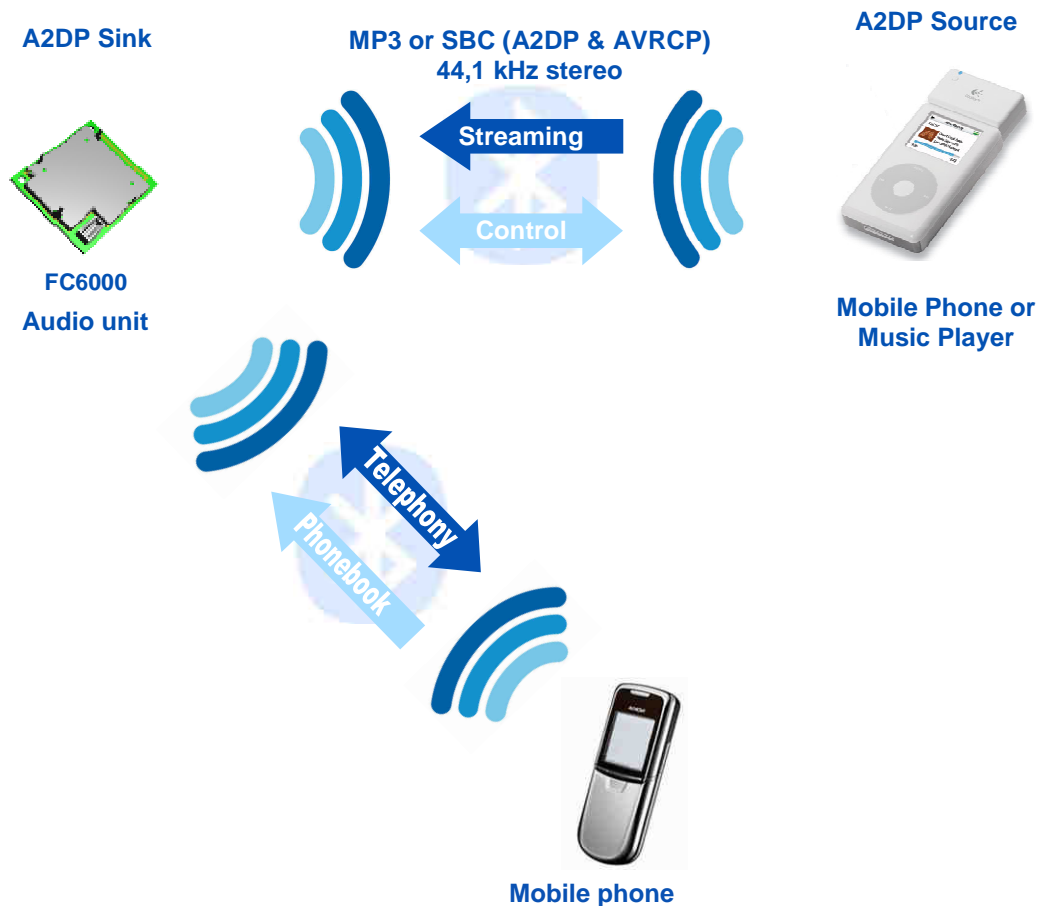 A2DP Sink
MP3 or SBC (A2DP & AVRCP)
44,1 kHz stereo
A2DP Source
Streaming
Control
FC6000
Audio unit
Mobile Phone or
Music Player
Telephony
Phonebook
NOKIA
Mobile phone